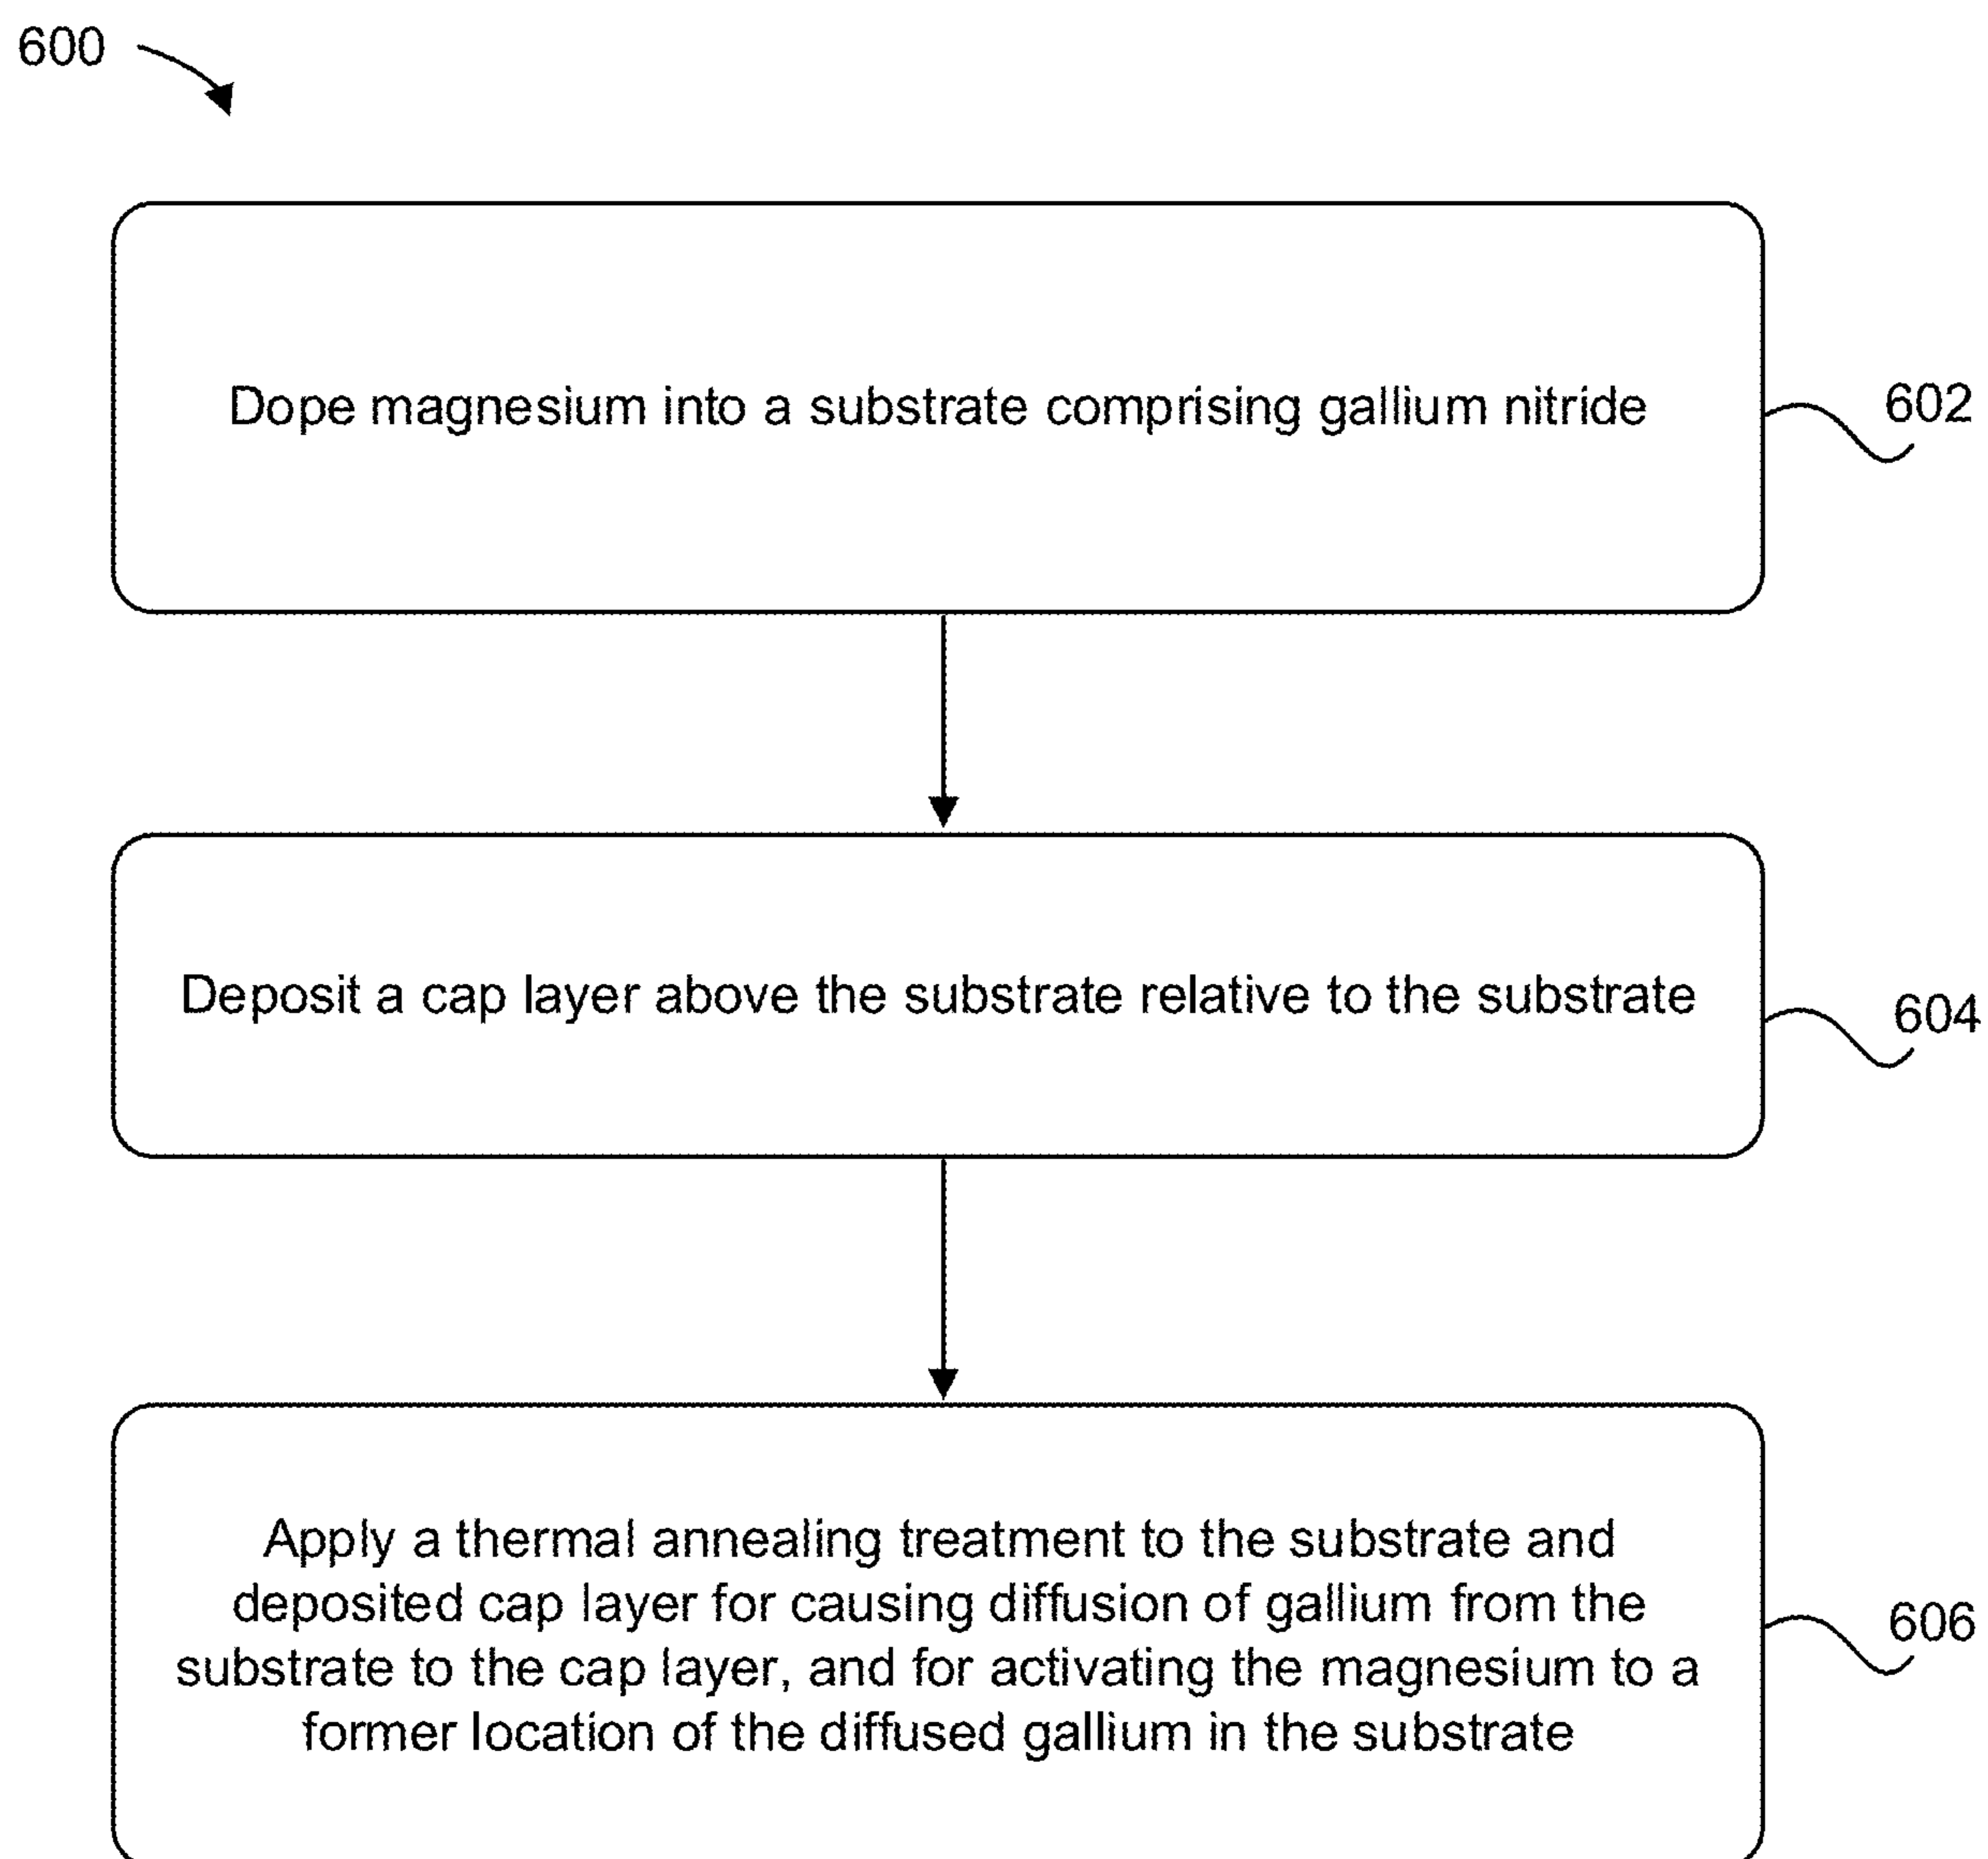 600
Dope magnesium into a substrate comprising gallium nitride
602
Deposit a cap layer above the substrate relative to the substrate
604
Apply a thermal annealing treatment to the substrate and
deposited cap layer for causing diffusion of gallium from the
substrate to the cap layer, and for activating the magnesium to a
former location of the diffused gallium in the substrate
606